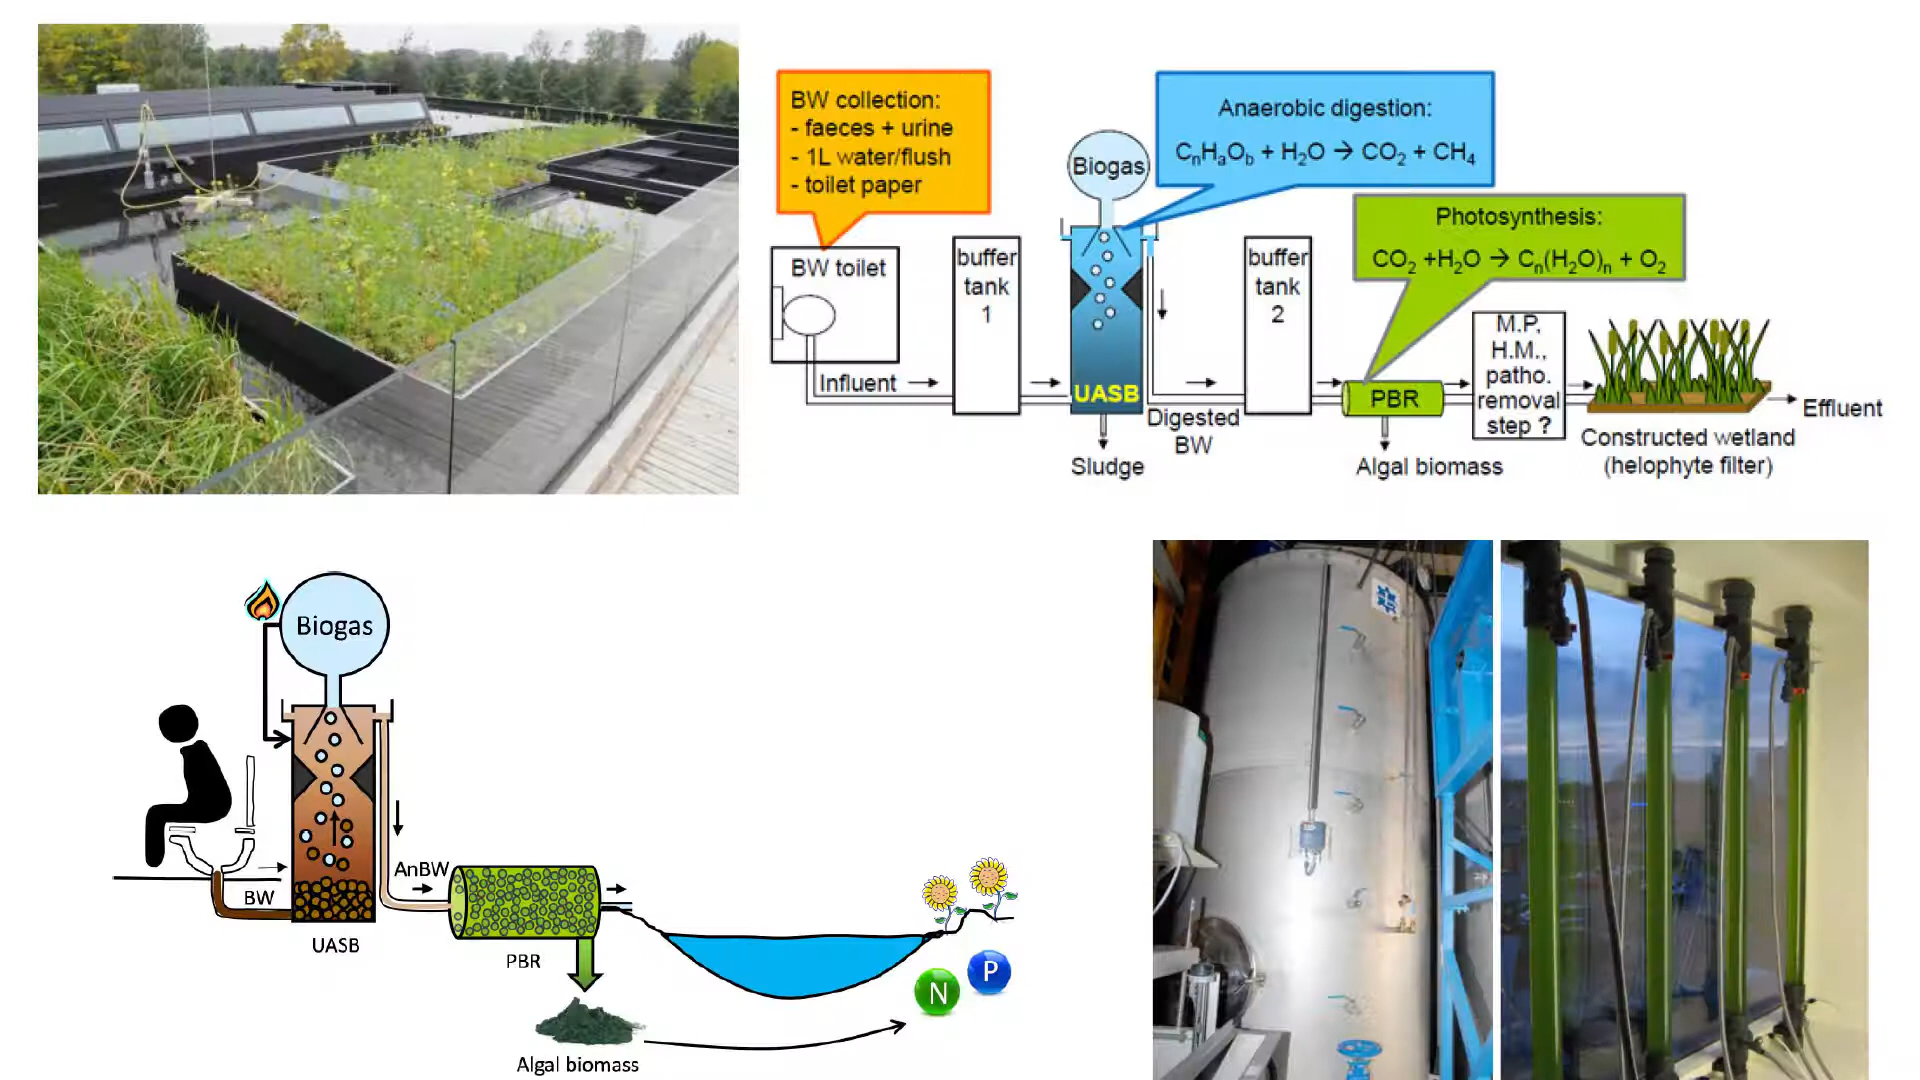 BW collection:
- faeces + urine
- 1L water/flush
- toilet paper
Anaerobic digestion:
CₙHₐOb + H₂O → CO₂ + CH₄
Biogas
Photosynthesis:
CO₂ +H₂O → Cₙ(H₂O)ₙ + O₂
BW toilet
buffer
tank
1
buffer
tank
2
Influent
UASB
Digested
BW
Sludge
PBR
Algal biomass
M.P.
H.M.,
patho.
removal
step ?
Effluent
Constructed wetland
(helophyte filter)
Biogas
BW
UASB
AnBW
PBR
N
P
Algal biomass